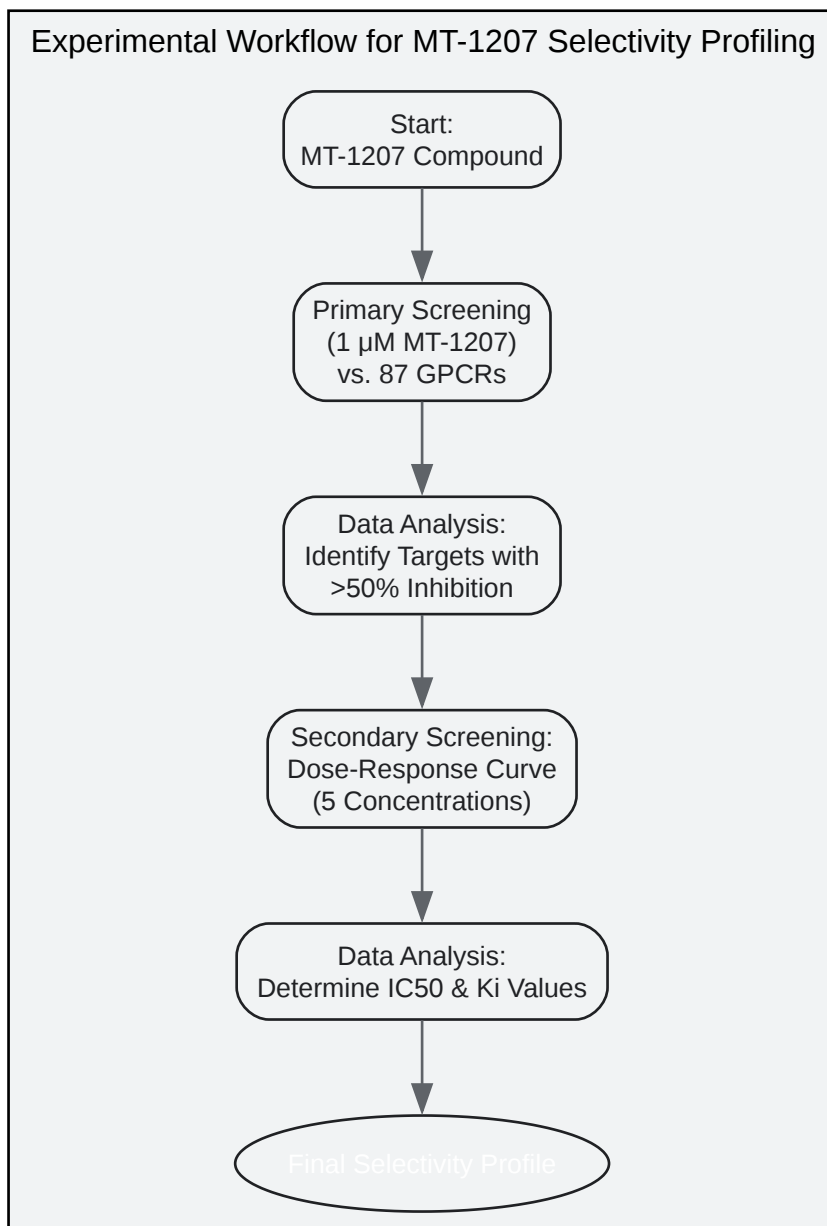 Experimental Workflow for MT-1207 Selectivity Profiling
Start:
MT-1207 Compound
Primary Screening
(1 μM MT-1207)
vs. 87 GPCRs
Data Analysis:
Identify Targets with
>50% Inhibition
Secondary Screening:
Dose-Response Curve
(5 Concentrations)
Data Analysis:
Determine IC50 & Ki Values
Final Selectivity Profile